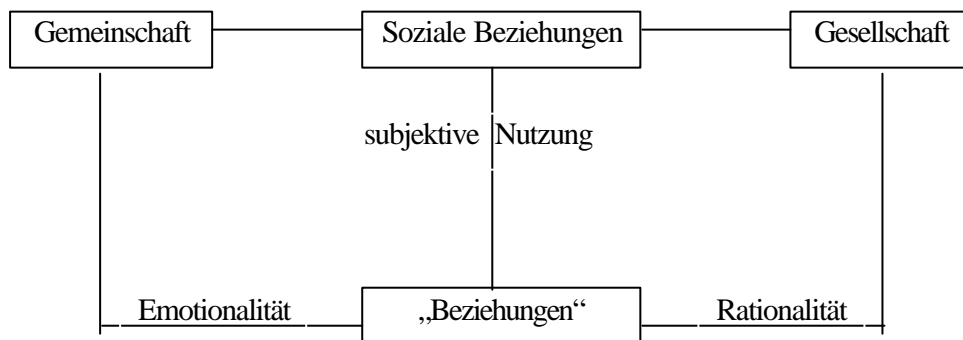 Gemeinschaft Soziale Beziehungen Gesellschaft
subjektive Nutzung
Emotionalität „Beziehungen“ Rationalität